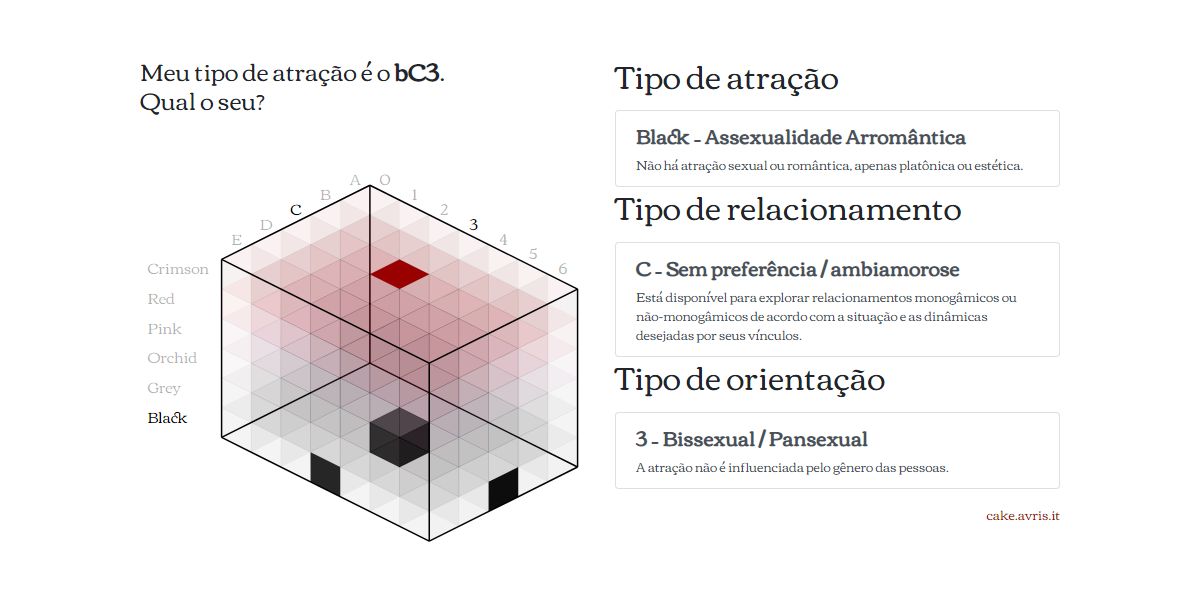 Meu tipo de atração é o bC3.
Qual o seu?
A
0
B
1
C
2
D
3
E
4
5
6
Crimson
Red
Pink
Orchid
Grey
Black
Tipo de atração
Black - Assexualidade Arromântica
Não há atração sexual ou romântica, apenas platônica ou estética.
Tipo de relacionamento
C - Sem preferência / ambiamorose
Está disponível para explorar relacionamentos monogâmicos ou
não-monogâmicos de acordo com a situação e as dinâmicas
desejadas por seus vínculos.
Tipo de orientação
3 - Bissexual / Pansexual
A atração não é influenciada pelo gênero das pessoas.
cake.avris.it